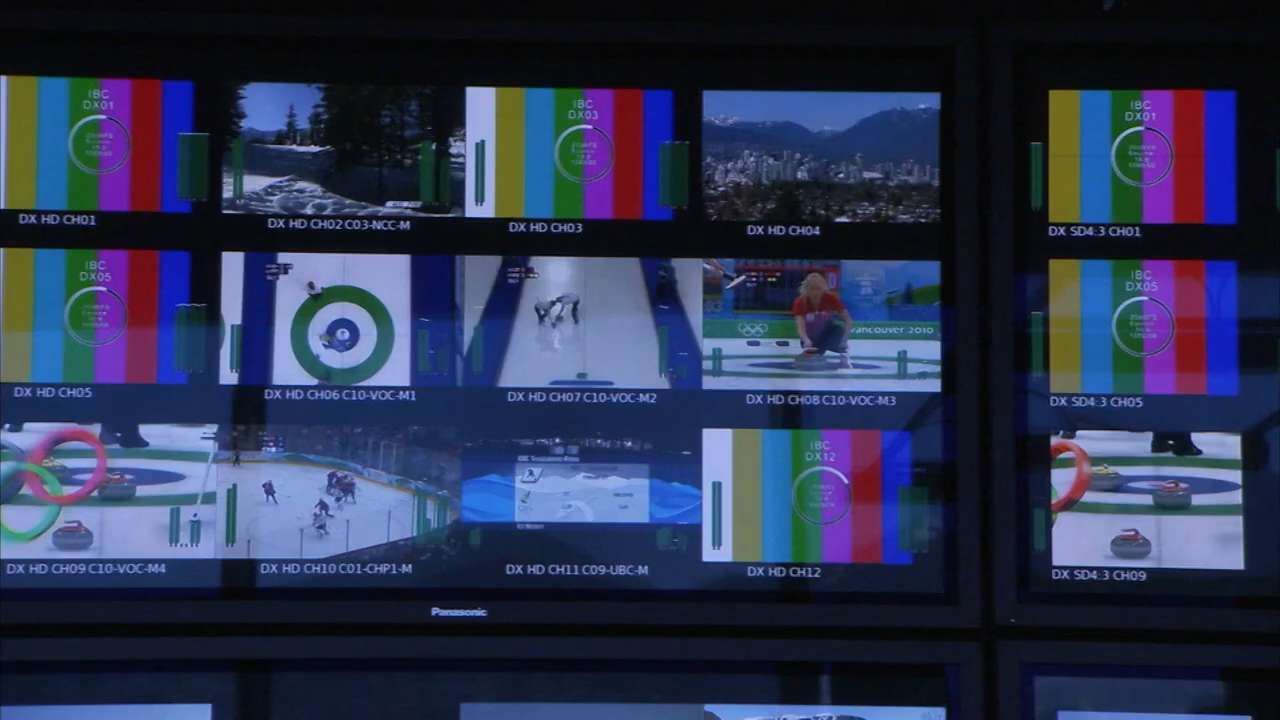 IBC
DX01
IBC
DX03
IBC
DX01
DX HD CH01
DX HD CH02 C03-NCC-M
DX HD CH03
DX HD CH04
DX SD4:3 CH01
IBC
DX05
vancouver 2010
IBC
DX05
DX HD CH05
DX HD CH06 C10-VOC-M1
DX HD CH07 C10-VOC-M2
DX HD CH08 C10-VOC-M3
DX SD4:3 CH05
IBC
DX12
DX HD CH09 C10-VOC-M4
DX HD CH10 C01-CHP1-M
DX HD CH11 C09-UBC-M
DX HD CH12
DX SD4:3 CH09
Panasonic